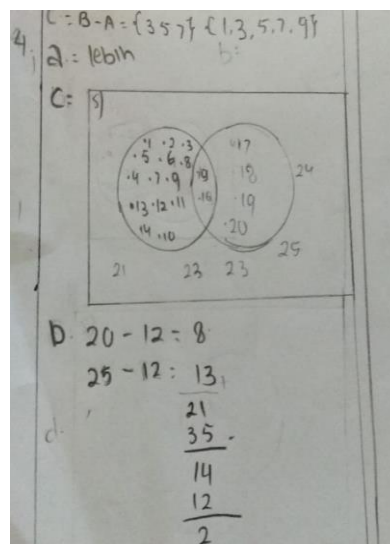 C = B - A = {3 5 7} {1, 3, 5, 7, 9}
4. a. = lebih
b =
C = S
.1 .2 .3
.5 .6 .8
.4 .7 .9
.13 .12 .11
14 .10
.16
.17
.18
.19
.20
24
25
21 23 23
D. 20 - 12 = 8
25 - 12 = 13
21
d. 35 -
14
12
2